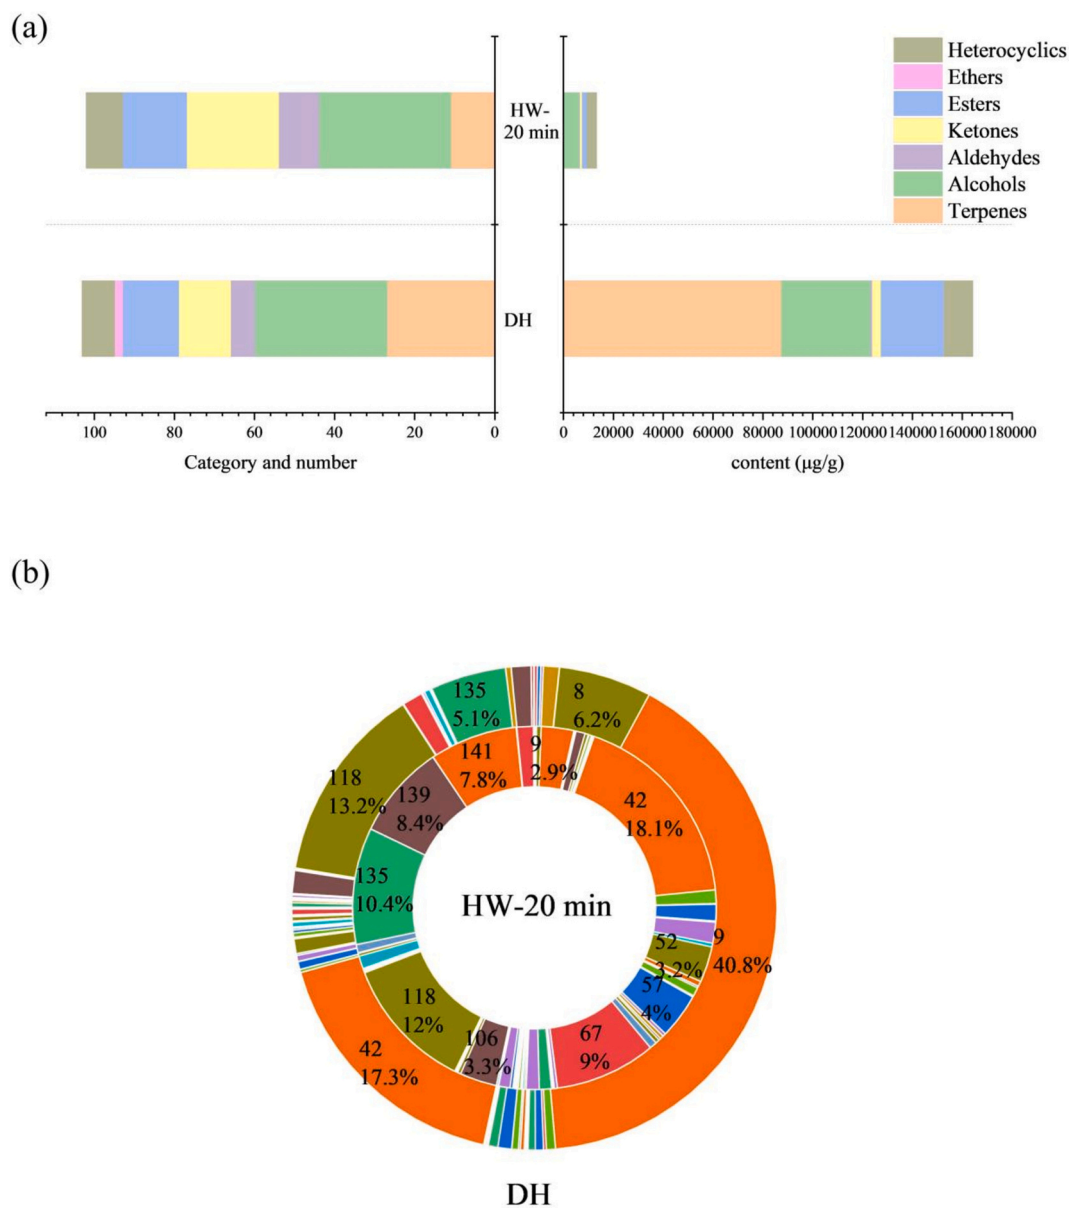 (a)
HW-
20 min
DH
Heterocyclics
Ethers
Esters
Ketones
Aldehydes
Alcohols
Terpenes
100 80 60 40 20 0
Category and number
0 20000 40000 60000 80000 100000 120000 140000 160000 180000
content (μg/g)
(b)
135
5.1%
8
6.2%
141
7.8%
9
2.9%
118
13.2%
139
8.4%
42
18.1%
135
10.4%
HW-20 min
52
3.2%
9
40.8%
57
4%
118
12%
106
3.3%
67
9%
42
17.3%
DH